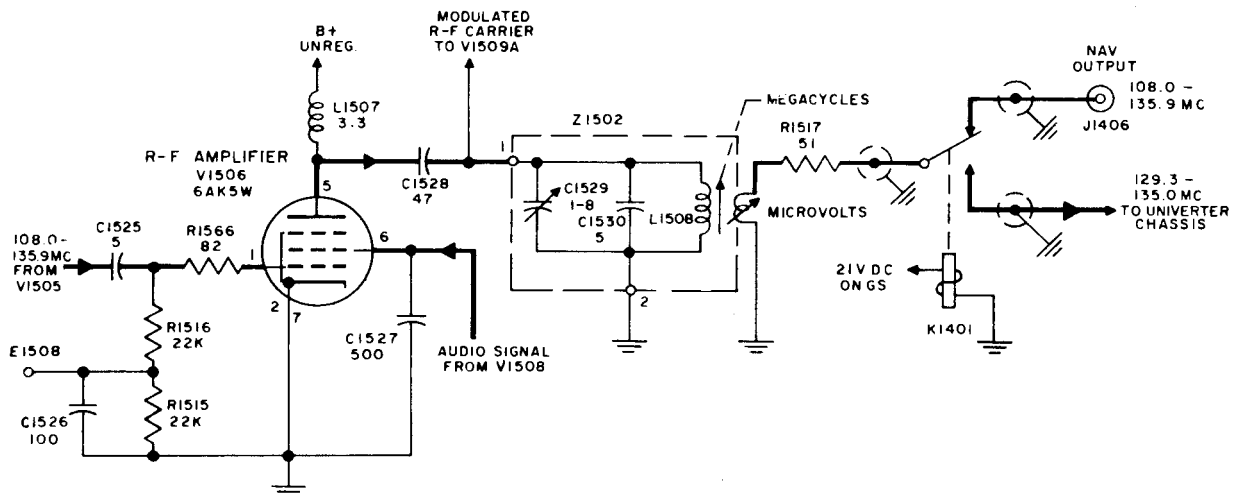 B+
UNREG.
MODULATED
R-F CARRIER
TO V1509A
L1507
3.3
R-F AMPLIFIER
V1506
6AK5W
5
C1528
47
Z1502
1
C1529
1-8
C1530
5
L1508
2
MEGACYCLES
MICROVOLTS
R1517
51
NAV
OUTPUT
108.0 -
135.9 MC
J1406
129.3 -
135.0 MC
TO UNIVERTER
CHASSIS
21V DC
ON GS
K1401
108.0-
135.9MC
FROM
V1505
C1525
5
R1566
82
1
6
2
7
R1516
22K
E1508
C1526
100
R1515
22K
C1527
500
AUDIO SIGNAL
FROM V1508